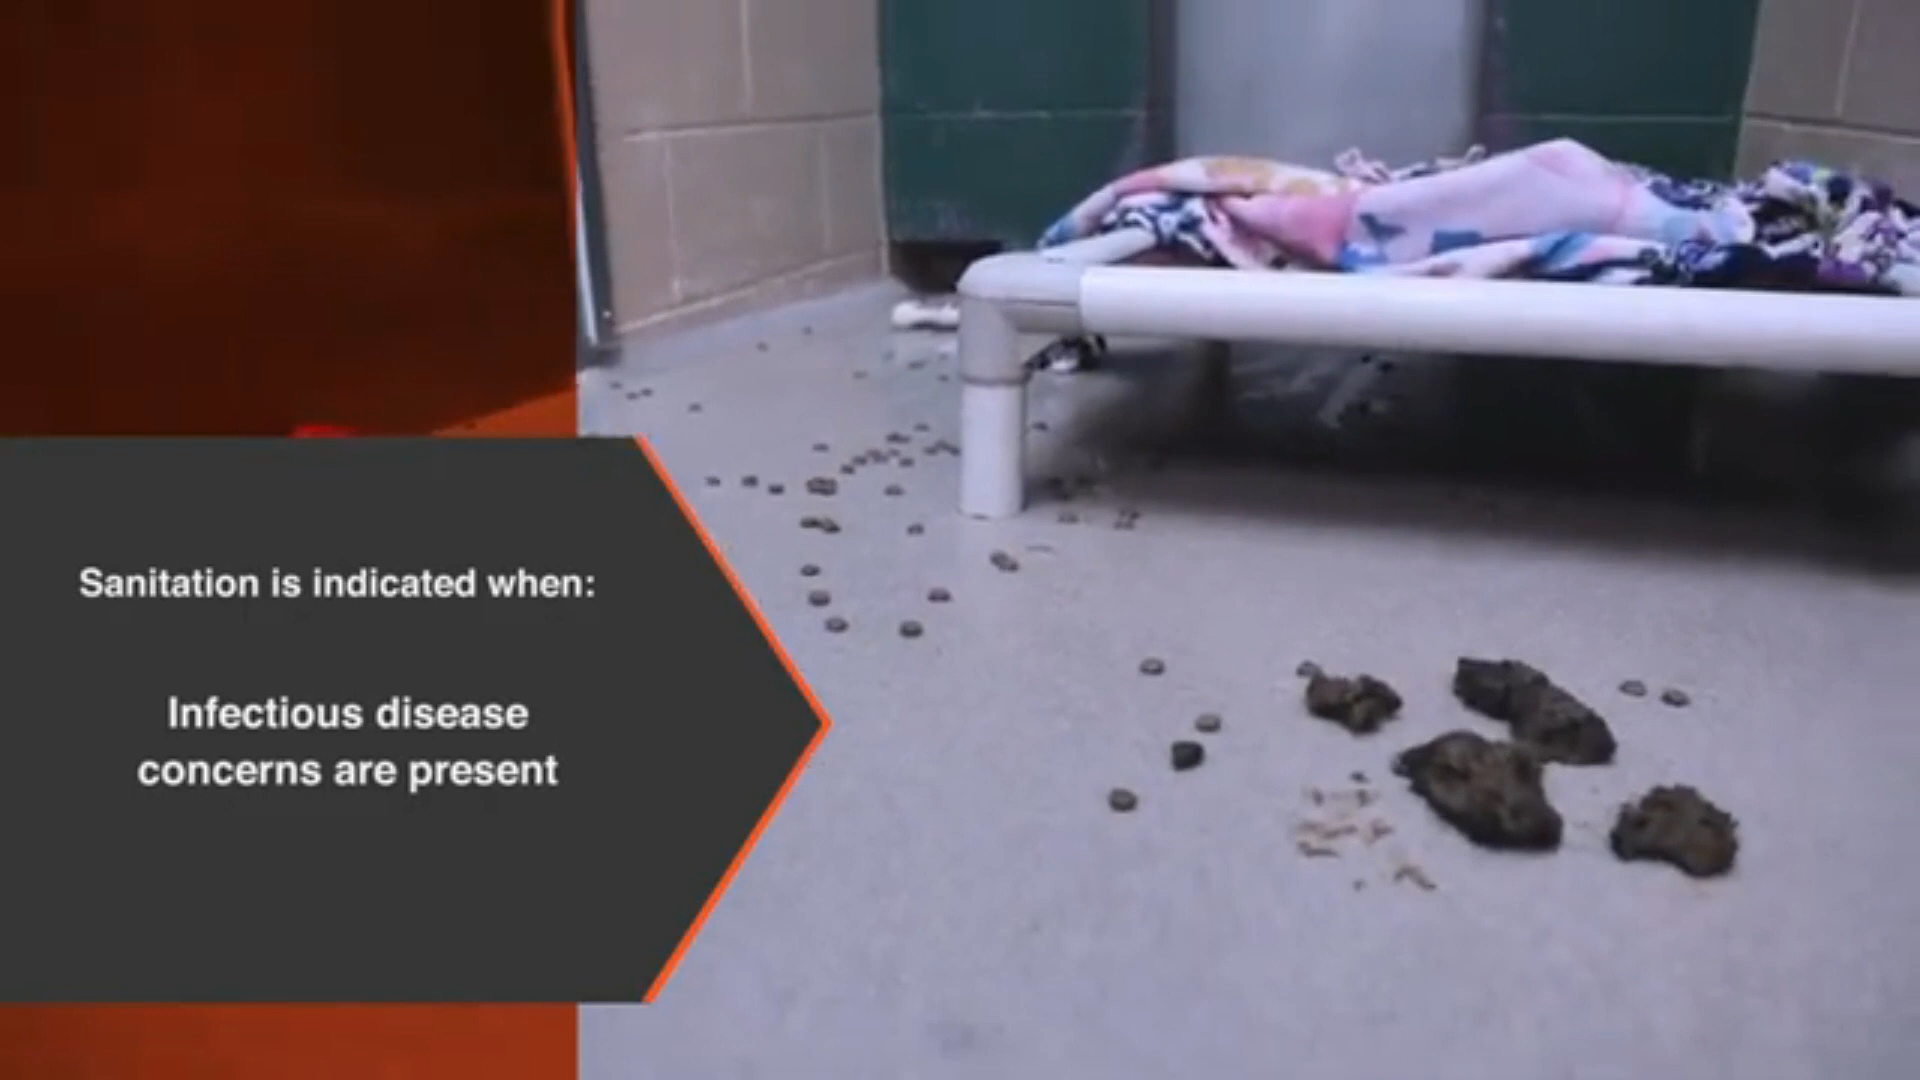 Sanitation is indicated when:
Infectious disease
concerns are present